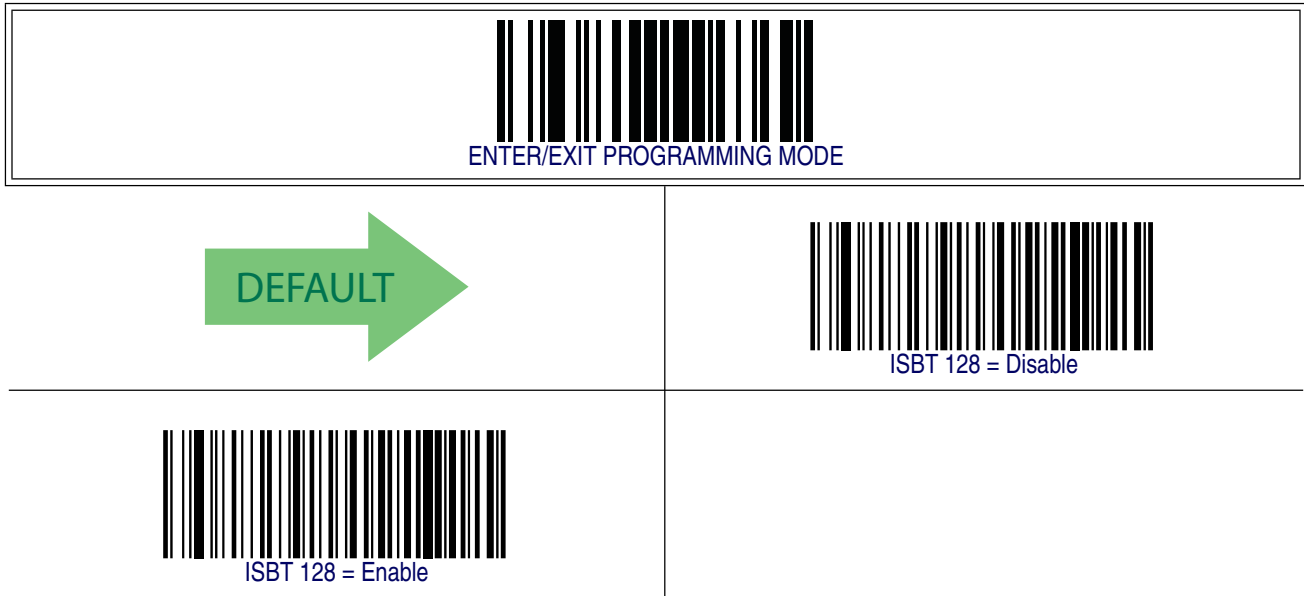 ENTER/EXIT PROGRAMMING MODE
DEFAULT
ISBT 128 = Disable
ISBT 128 = Enable